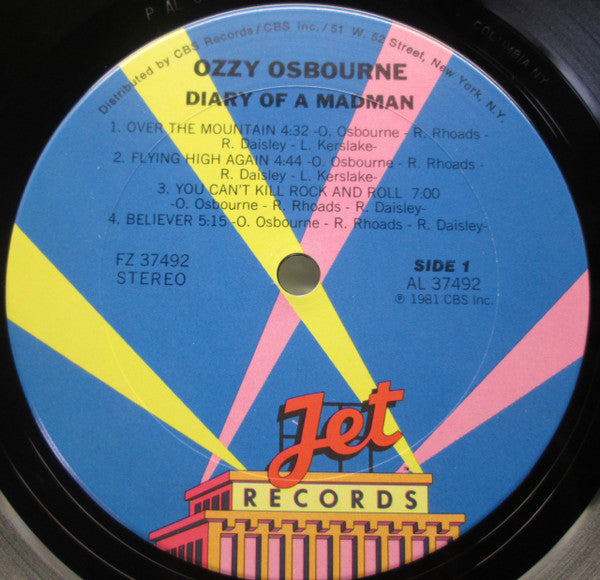 Distributed by CBS Records/CBS Inc./51 W. 52 Street, New York, N.Y.
OZZY OSBOURNE
DIARY OF A MADMAN
1. OVER THE MOUNTAIN 4:32 -O. Osbourne - R. Rhoads -
R. Daisley - L. Kerslake-
2. FLYING HIGH AGAIN 4:44 -O. Osbourne - R. Rhoads -
R. Daisley - L. Kerslake-
3. YOU CAN'T KILL ROCK AND ROLL 7:00
-O. Osbourne - R. Rhoads - R. Daisley-
4. BELIEVER 5:15 -O. Osbourne - R. Rhoads - R. Daisley-
FZ 37492
STEREO
SIDE 1
AL 37492
℗ 1981 CBS Inc.
Jet
RECORDS